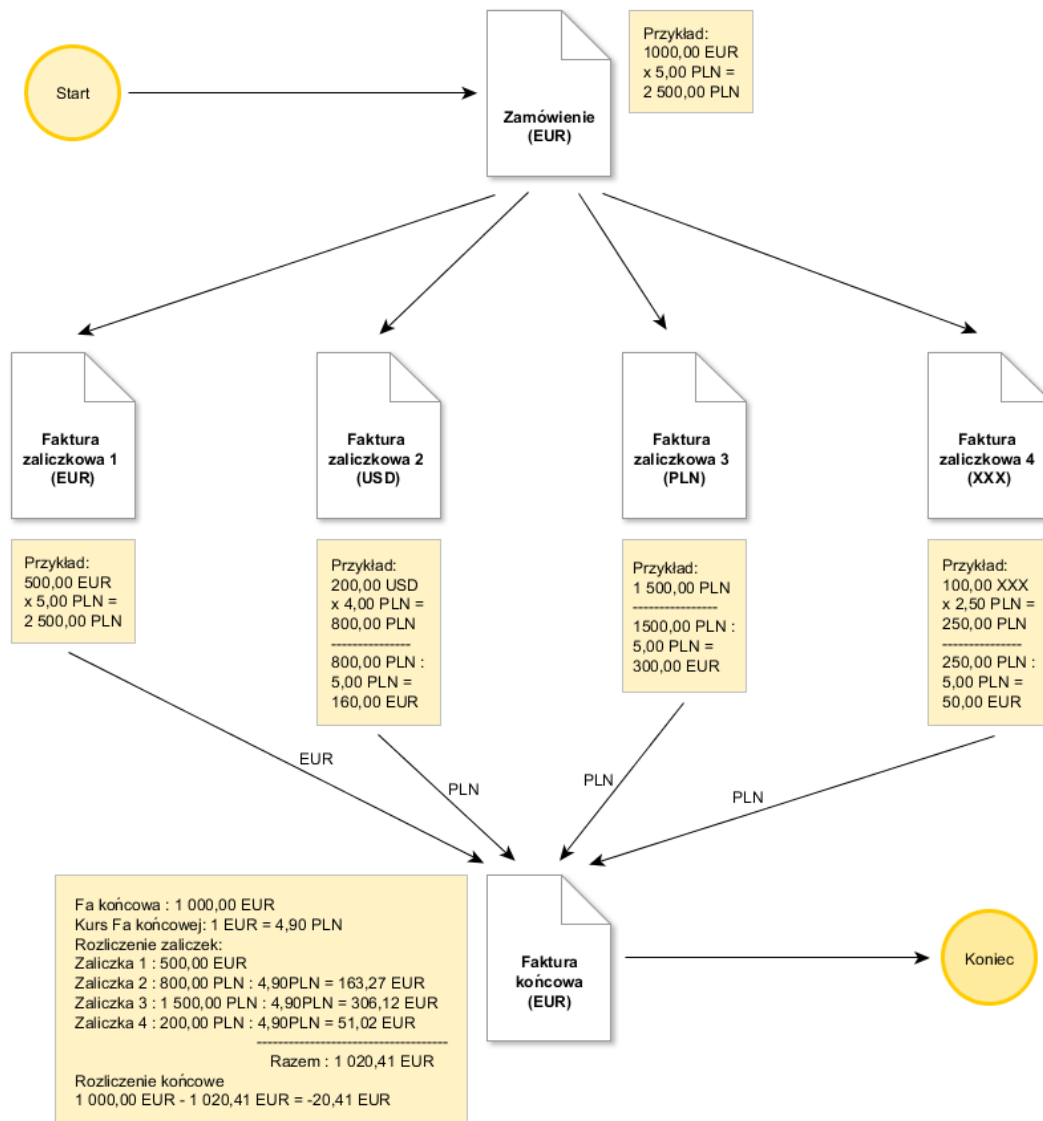 Start
Zamówienie
(EUR)
Przykład:
1000,00 EUR
x 5,00 PLN =
2 500,00 PLN
Faktura
zaliczkowa 1
(EUR)
Faktura
zaliczkowa 2
(USD)
Faktura
zaliczkowa 3
(PLN)
Faktura
zaliczkowa 4
(XXX)
Przykład:
500,00 EUR
x 5,00 PLN =
2 500,00 PLN
Przykład:
200,00 USD
x 4,00 PLN =
800,00 PLN
---------------
800,00 PLN :
5,00 PLN =
160,00 EUR
Przykład:
1 500,00 PLN
----------------
1500,00 PLN :
5,00 PLN =
300,00 EUR
Przykład:
100,00 XXX
x 2,50 PLN =
250,00 PLN
---------------
250,00 PLN :
5,00 PLN =
50,00 EUR
EUR
PLN
PLN
PLN
Fa końcowa : 1 000,00 EUR
Kurs Fa końcowej: 1 EUR = 4,90 PLN
Rozliczenie zaliczek:
Zaliczka 1 : 500,00 EUR
Zaliczka 2 : 800,00 PLN : 4,90PLN = 163,27 EUR
Zaliczka 3 : 1 500,00 PLN : 4,90PLN = 306,12 EUR
Zaliczka 4 : 200,00 PLN : 4,90PLN = 51,02 EUR
------------------------------------
Razem : 1 020,41 EUR
Rozliczenie końcowe
1 000,00 EUR - 1 020,41 EUR = -20,41 EUR
Faktura
końcowa
(EUR)
Koniec